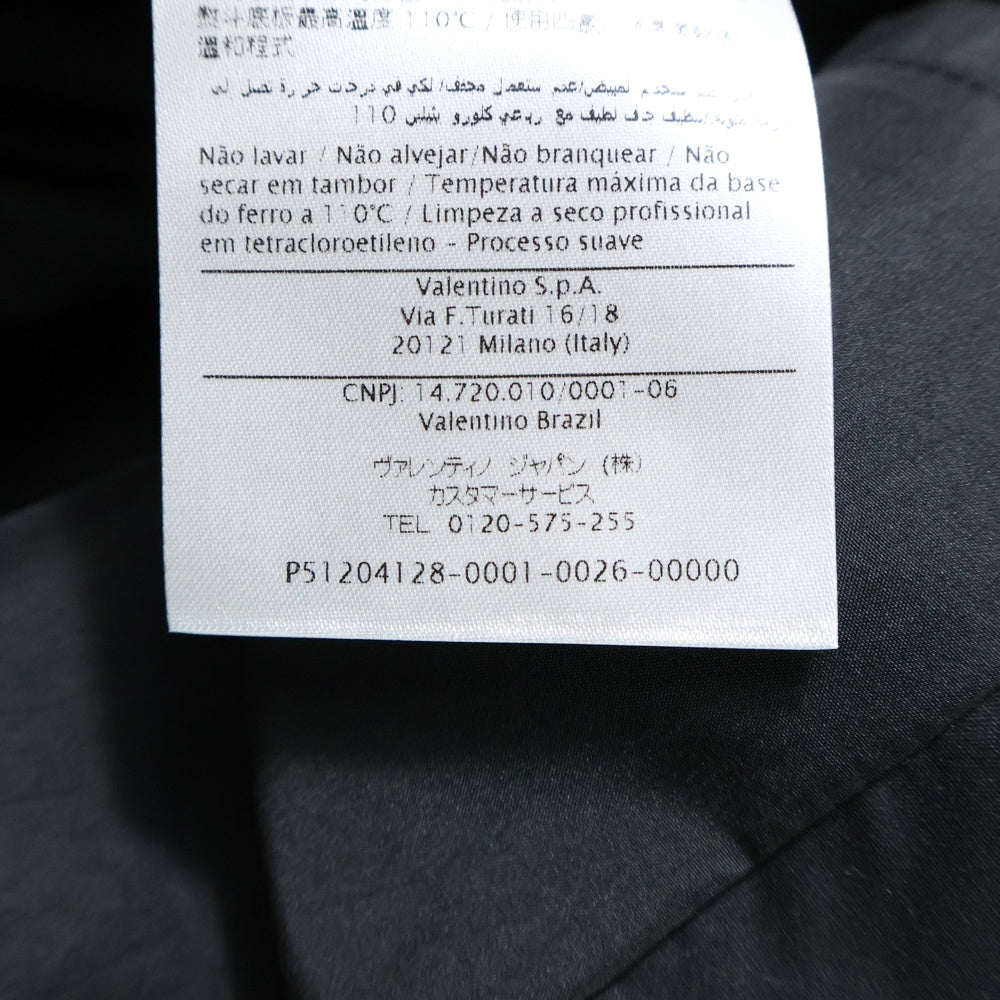 熨斗底板最高溫度 110℃ / 使用四氯
溫和程式
110
Não lavar / Não alvejar/Não branquear / Não
secar em tambor / Temperatura máxima da base
do ferro a 110℃ / Limpeza a seco profissional
em tetracloroetileno - Processo suave
Valentino S.p.A.
Via F.Turati 16/18
20121 Milano (Italy)
CNPJ: 14.720.010/0001-06
Valentino Brazil
ヴァレンティノ ジャパン (株)
カスタマーサービス
TEL 0120-575-255
P51204128-0001-0026-00000